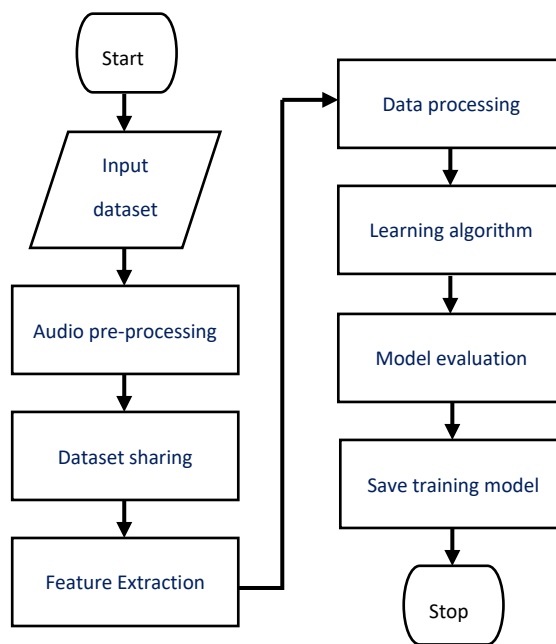 Start
Input
dataset
Audio pre-processing
Dataset sharing
Feature Extraction
Data processing
Learning algorithm
Model evaluation
Save training model
Stop